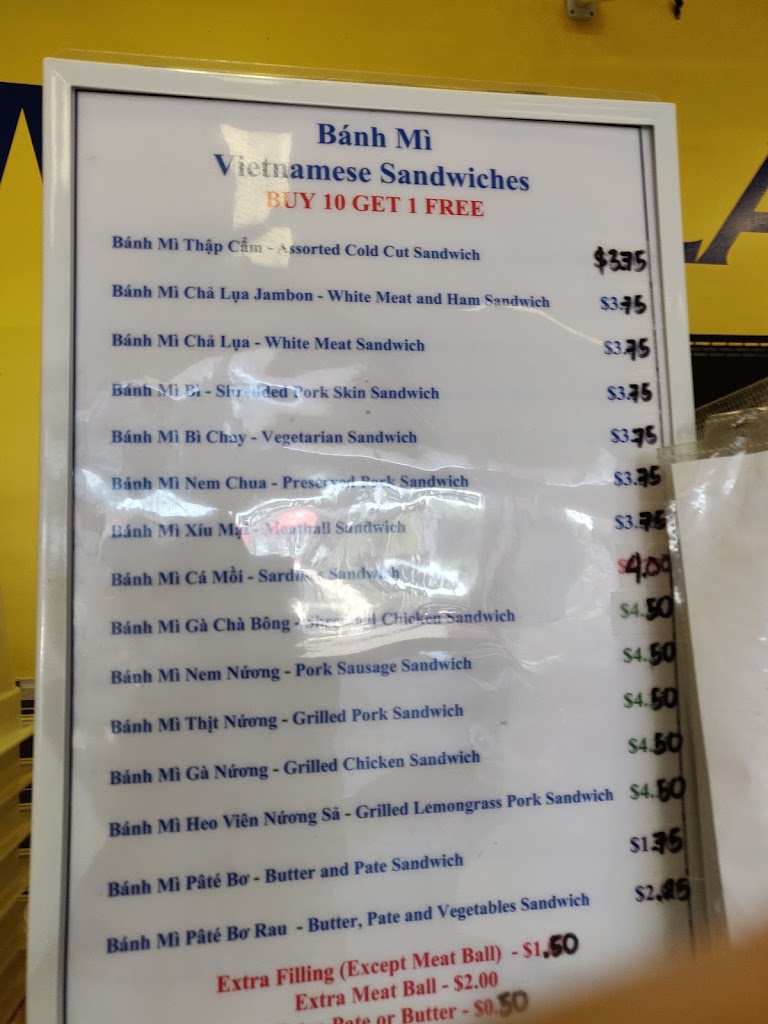 Bánh Mì
Vietnamese Sandwiches
BUY 10 GET 1 FREE
Bánh Mì Thập Cẩm - Assorted Cold Cut Sandwich $3.75
Bánh Mì Chả Lụa Jambon - White Meat and Ham Sandwich $3.75
Bánh Mì Chả Lụa - White Meat Sandwich $3.75
Bánh Mì Bì - Shredded Pork Skin Sandwich $3.75
Bánh Mì Bì Chay - Vegetarian Sandwich $3.75
Bánh Mì Nem Chua - Preserved Pork Sandwich $3.75
Bánh Mì Xíu Mại - Meatball Sandwich $3.75
Bánh Mì Cá Mồi - Sardine Sandwich $4.00
Bánh Mì Gà Chà Bông - Shredded Chicken Sandwich $4.50
Bánh Mì Nem Nứơng - Pork Sausage Sandwich $4.50
Bánh Mì Thịt Nứơng - Grilled Pork Sandwich $4.50
Bánh Mì Gà Nứơng - Grilled Chicken Sandwich $4.50
Bánh Mì Heo Viên Nứơng Sả - Grilled Lemongrass Pork Sandwich $4.50
Bánh Mì Pâté Bơ - Butter and Pate Sandwich $1.75
Bánh Mì Pâté Bơ Rau - Butter, Pate and Vegetables Sandwich $2.25
Extra Filling (Except Meat Ball) - $1.50
Extra Meat Ball - $2.00
Pate or Butter - $0.50